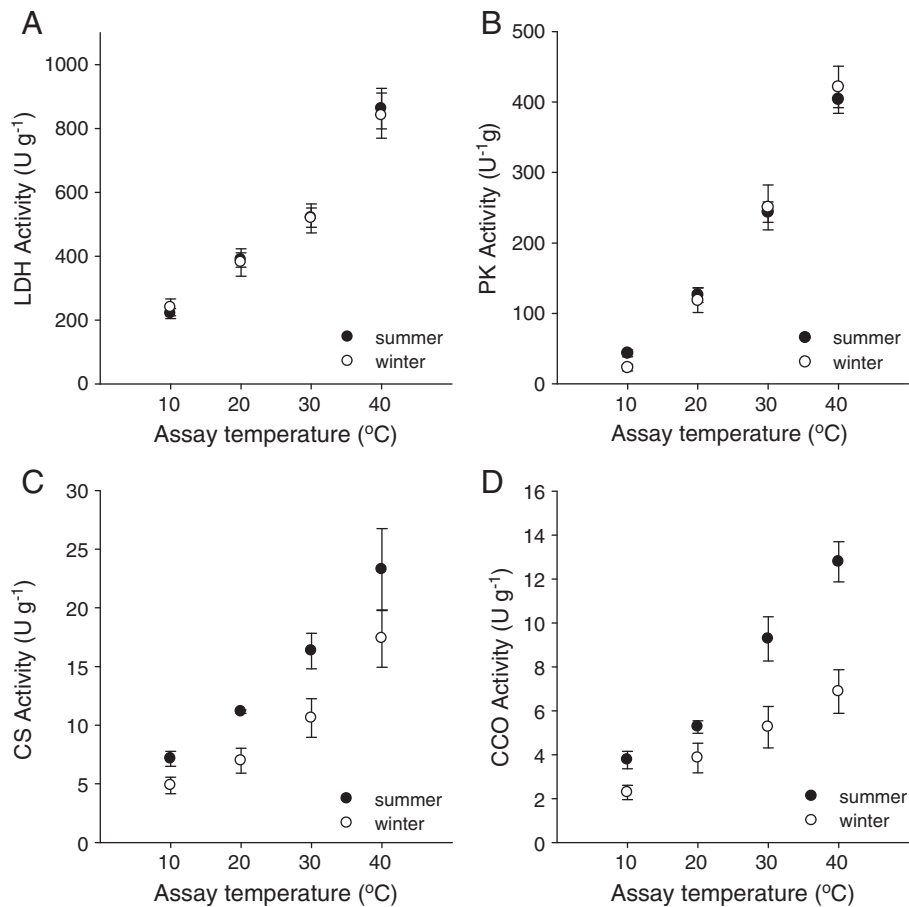 A
1000
800
600
400
200
0
LDH Activity (U g-1)
summer
winter
10 20 30 40
Assay temperature (oC)
B
500
400
300
200
100
0
PK Activity (U-1g)
summer
winter
10 20 30 40
Assay temperature (oC)
C
30
25
20
15
10
5
0
CS Activity (U g-1)
summer
winter
10 20 30 40
Assay temperature (oC)
D
16
14
12
10
8
6
4
2
0
CCO Activity (U g-1)
summer
winter
10 20 30 40
Assay temperature (oC)